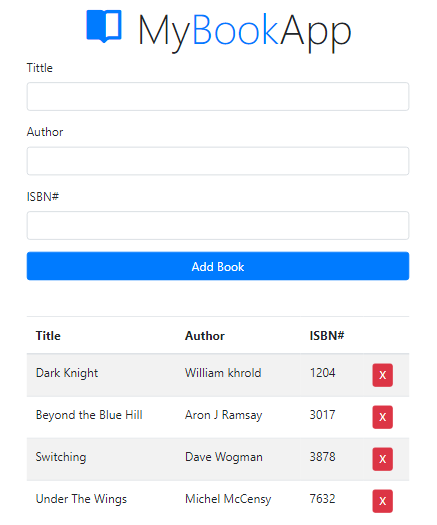 MyBookApp
Tittle
Author
ISBN#
Add Book
Title Author ISBN#
Dark Knight William khrold 1204 X
Beyond the Blue Hill Aron J Ramsay 3017 X
Switching Dave Wogman 3878 X
Under The Wings Michel McCensy 7632 X